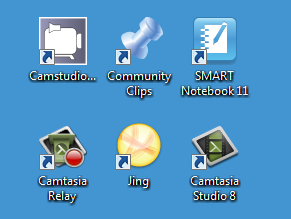 Camstudio...
Community
Clips
SMART
Notebook 11
Camtasia
Relay
Jing
Camtasia
Studio 8